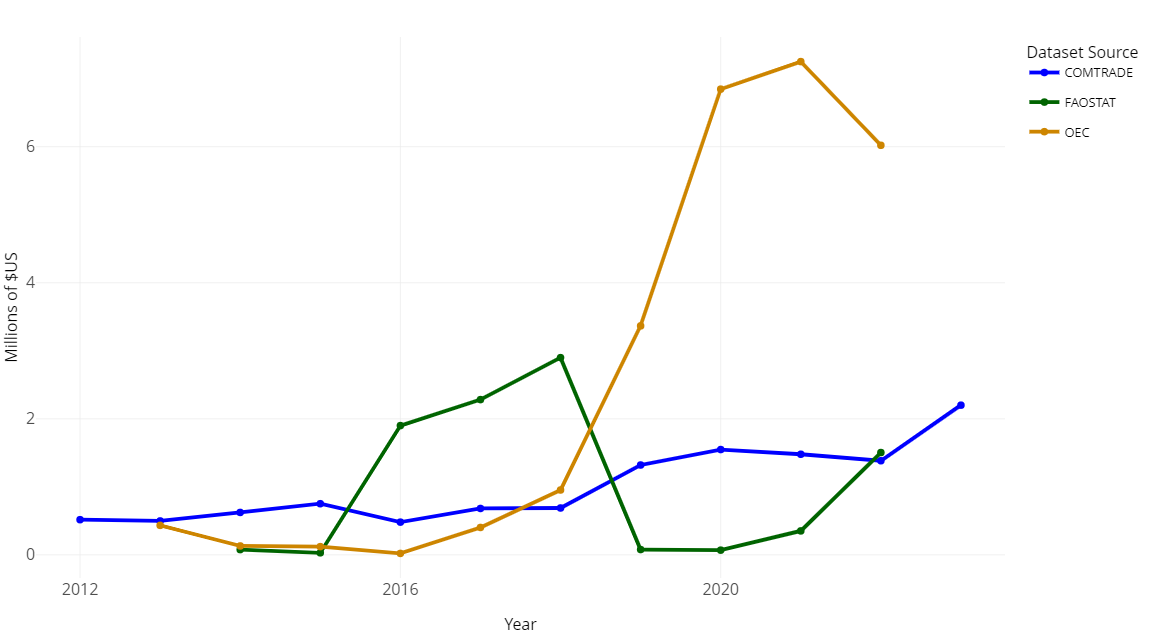 Dataset Source
COMTRADE
FAOSTAT
OEC
Millions of $US
6
4
2
0
2012
2016
2020
Year